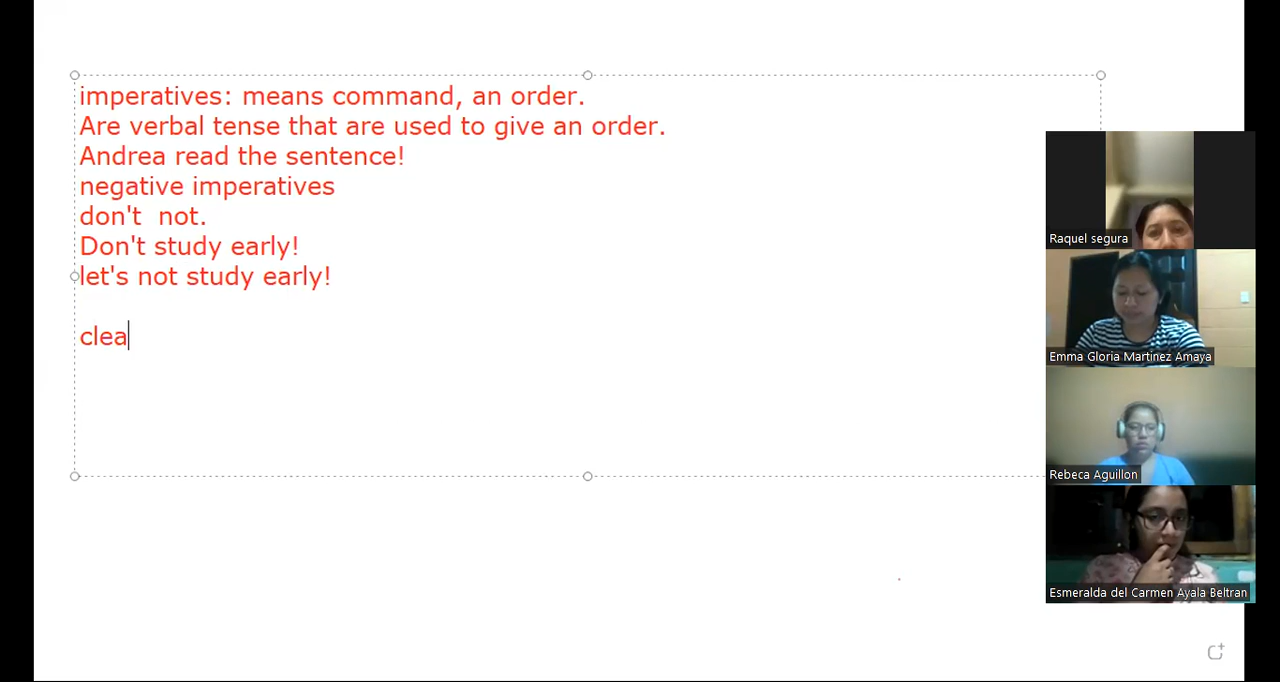 imperatives: means command, an order.
Are verbal tense that are used to give an order.
Andrea read the sentence!
negative imperatives
don't  not.
Don't study early!
let's not study early!
clea
Raquel segura
Emma Gloria Martinez Amaya
Rebeca Aguillon
Esmeralda del Carmen Ayala Beltran